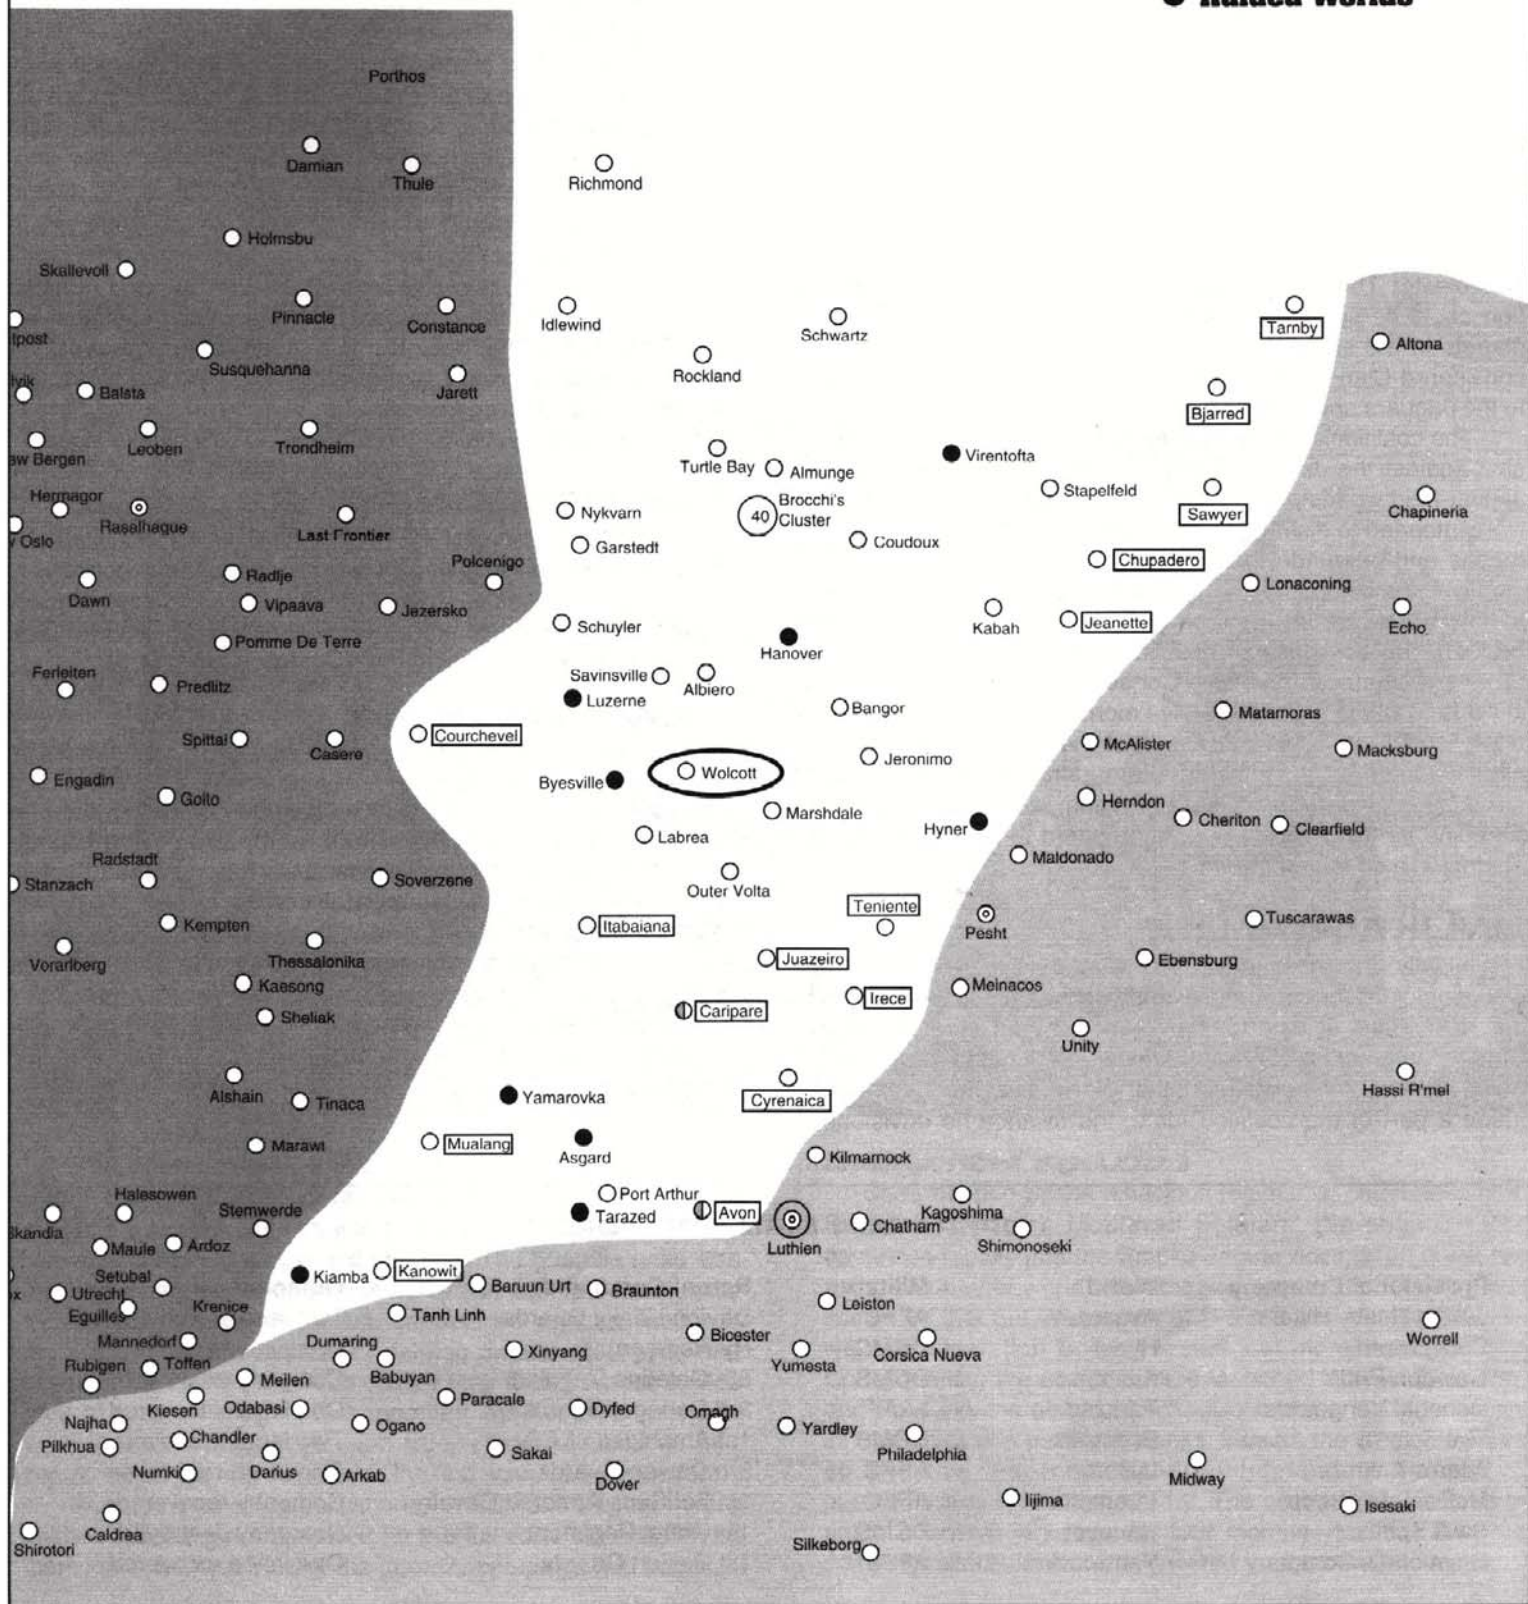 Raided Worlds
Porthos
Damian
Thule
Richmond
Holmsbu
Skallevoll
Pinnacle
Constance
Idlewind
Schwartz
Tarnby
Altona
Susquehanna
Rockland
Jarett
Balsta
Bjarred
Leoben
Trondheim
Turtle Bay
Almunge
Virentofta
Stapelfeld
Hermagor
Rasalhague
Last Frontier
Nykvarn
40
Brocchi's
Cluster
Sawyer
Chapineria
Garstedt
Coudoux
Polcenigo
Chupadero
Radlje
Dawn
Vipaava
Jezersko
Lonaconing
Schuyler
Kabah
Jeanette
Echo
Pomme De Terre
Hanover
Ferleiten
Predlitz
Savinsville
Albiero
Luzerne
Bangor
Matamoras
Spittal
Casere
Courchevel
McAlister
Macksburg
Jeronimo
Engadin
Byesville
Wolcott
Goito
Marshdale
Herndon
Cheriton
Clearfield
Labrea
Hyner
Radstadt
Maldonado
Stanzach
Soverzene
Outer Volta
Teniente
Kempten
Itabaiana
Pesht
Tuscarawas
Vorarlberg
Thessalonika
Juazeiro
Ebensburg
Kaesong
Meinacos
Irece
Sheliak
Caripare
Unity
Alshain
Tinaca
Yamarovka
Cyrenaica
Hassi R'mel
Marawi
Mualang
Asgard
Kilmarnock
Halesowen
Stemwerde
Port Arthur
Tarazed
Avon
Luthien
Chatham
Kagoshima
Shimonoseki
Skandia
Maule
Ardoz
Setubal
Kiamba
Kanowit
Baruun Urt
Braunton
Utrecht
Eguilles
Krenice
Tanh Linh
Leiston
Mannedorf
Dumaring
Bicester
Worrell
Rubigen
Toffen
Xinyang
Yumesta
Corsica Nueva
Meilen
Babuyan
Paracale
Kiesen
Odabasi
Dyfed
Omagh
Najha
Ogano
Yardley
Pilkhua
Chandler
Sakai
Philadelphia
Numki
Darius
Arkab
Dover
Midway
Iijima
Isesaki
Caldrea
Shirotori
Silkeborg